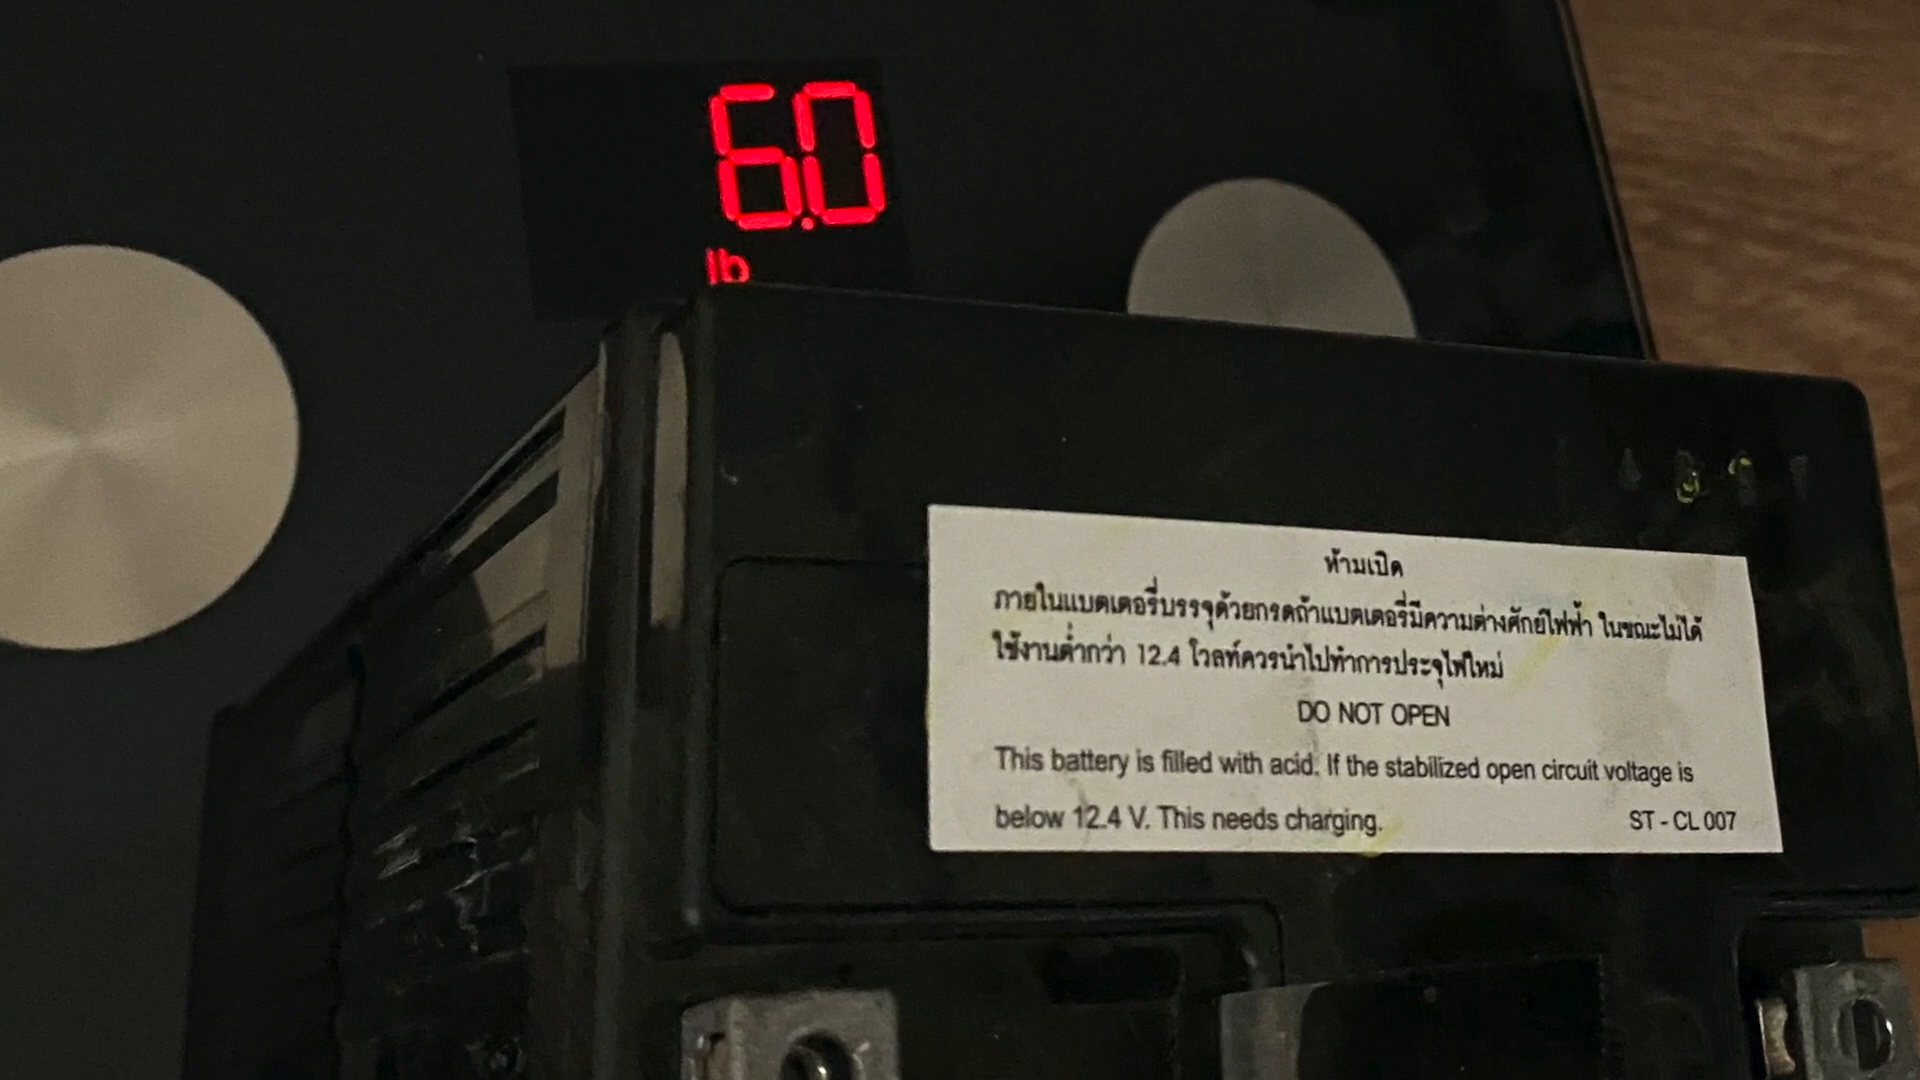 6.0
lb
ห้ามเปิด
ภายในแบตเตอรี่บรรจุด้วยกรดถ้าแบตเตอรี่มีความต่างศักย์ไฟฟ้า ในขณะไม่ได้
ใช้งานต่ำกว่า 12.4 โวลท์ควรนำไปทำการประจุไฟใหม่
DO NOT OPEN
This battery is filled with acid. If the stabilized open circuit voltage is
below 12.4 V. This needs charging.
ST - CL 007